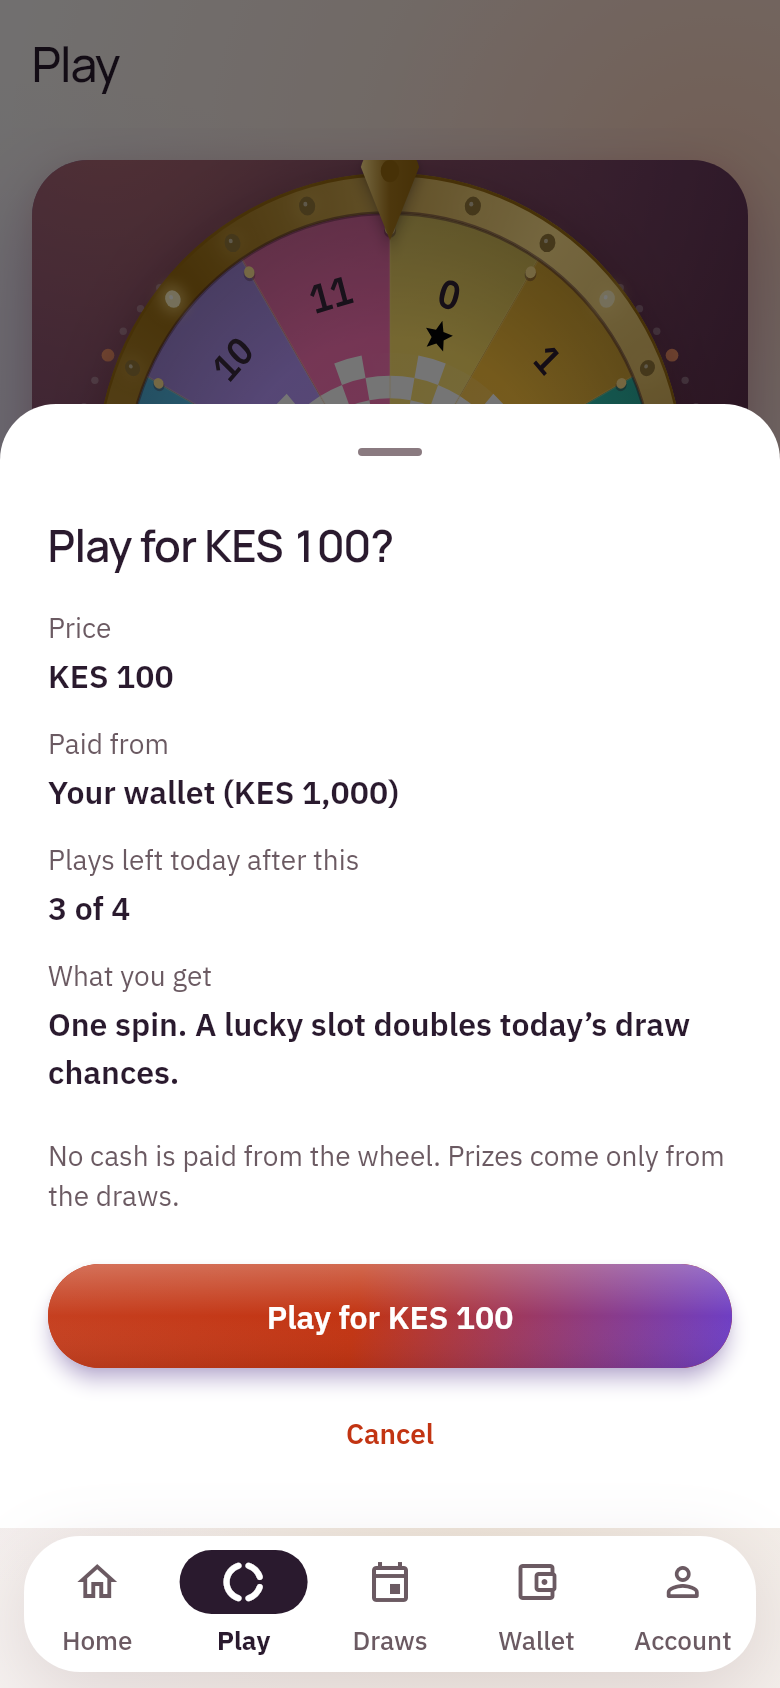 Play
11
0
10
1
Play for KES 100?
Price
KES 100
Paid from
Your wallet (KES 1,000)
Plays left today after this
3 of 4
What you get
One spin. A lucky slot doubles today’s draw
chances.
No cash is paid from the wheel. Prizes come only from
the draws.
Play for KES 100
Cancel
Home
Play
Draws
Wallet
Account